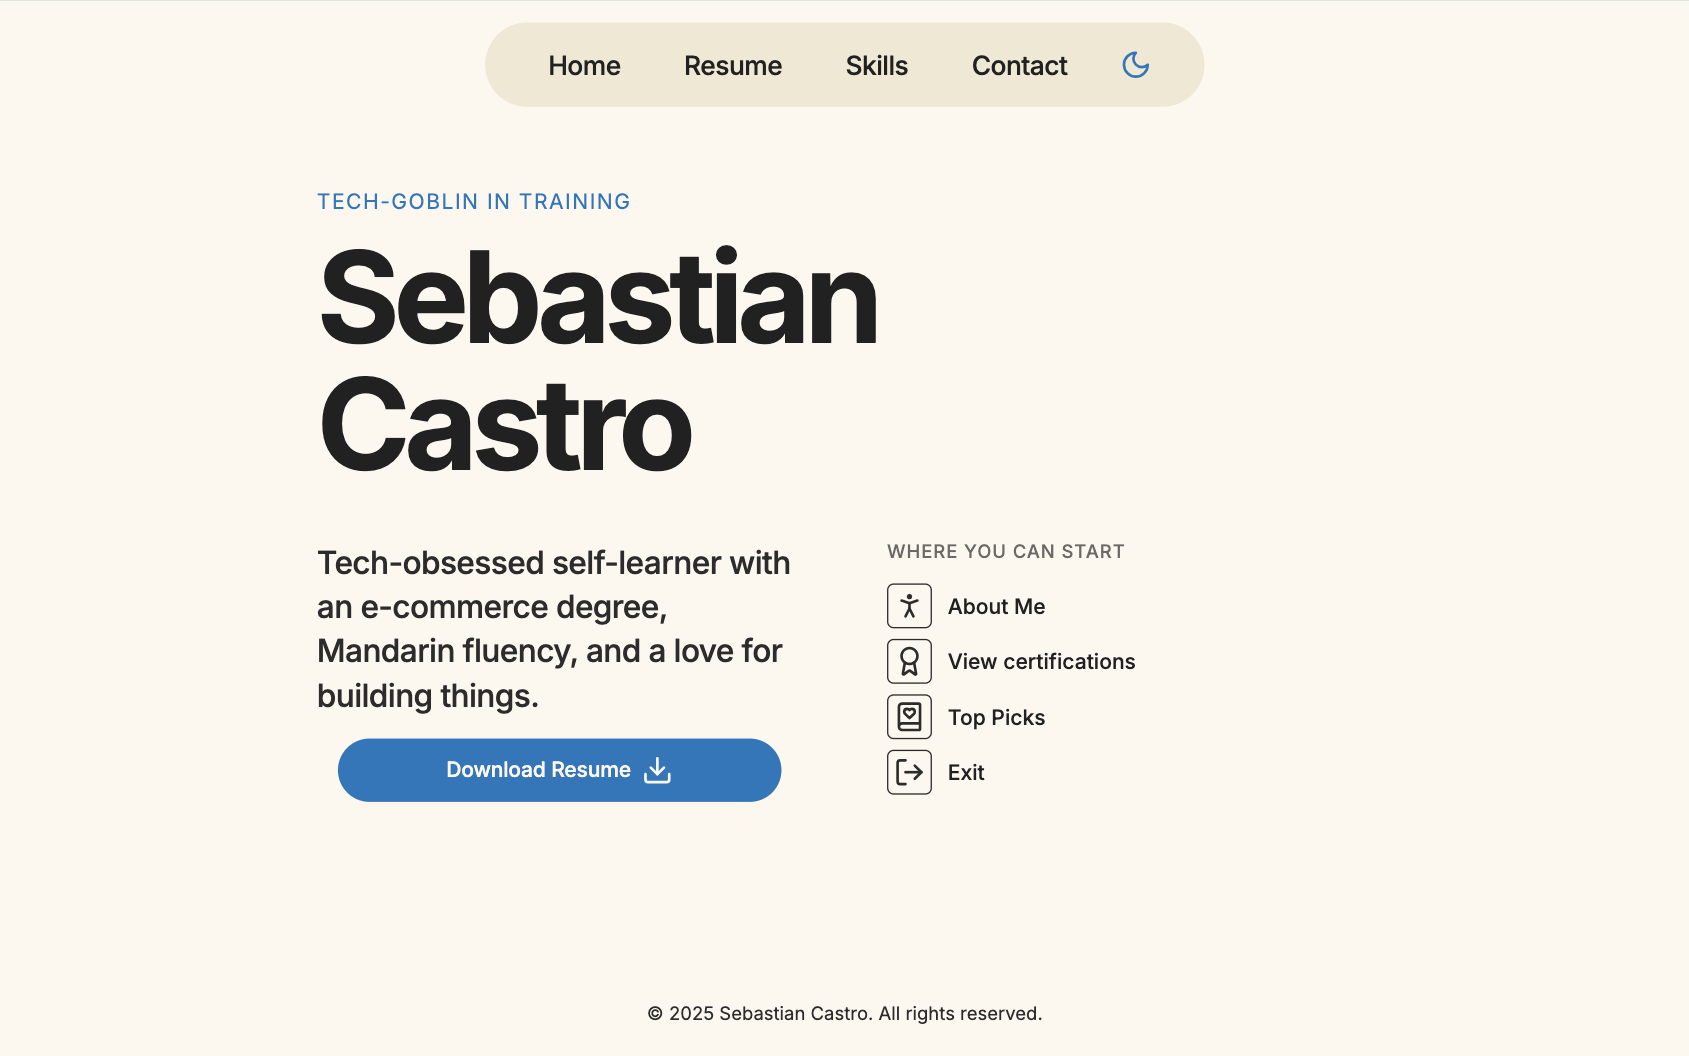 Home Resume Skills Contact
TECH-GOBLIN IN TRAINING
Sebastian
Castro
Tech-obsessed self-learner with
an e-commerce degree,
Mandarin fluency, and a love for
building things.
Download Resume
WHERE YOU CAN START
About Me
View certifications
Top Picks
Exit
© 2025 Sebastian Castro. All rights reserved.